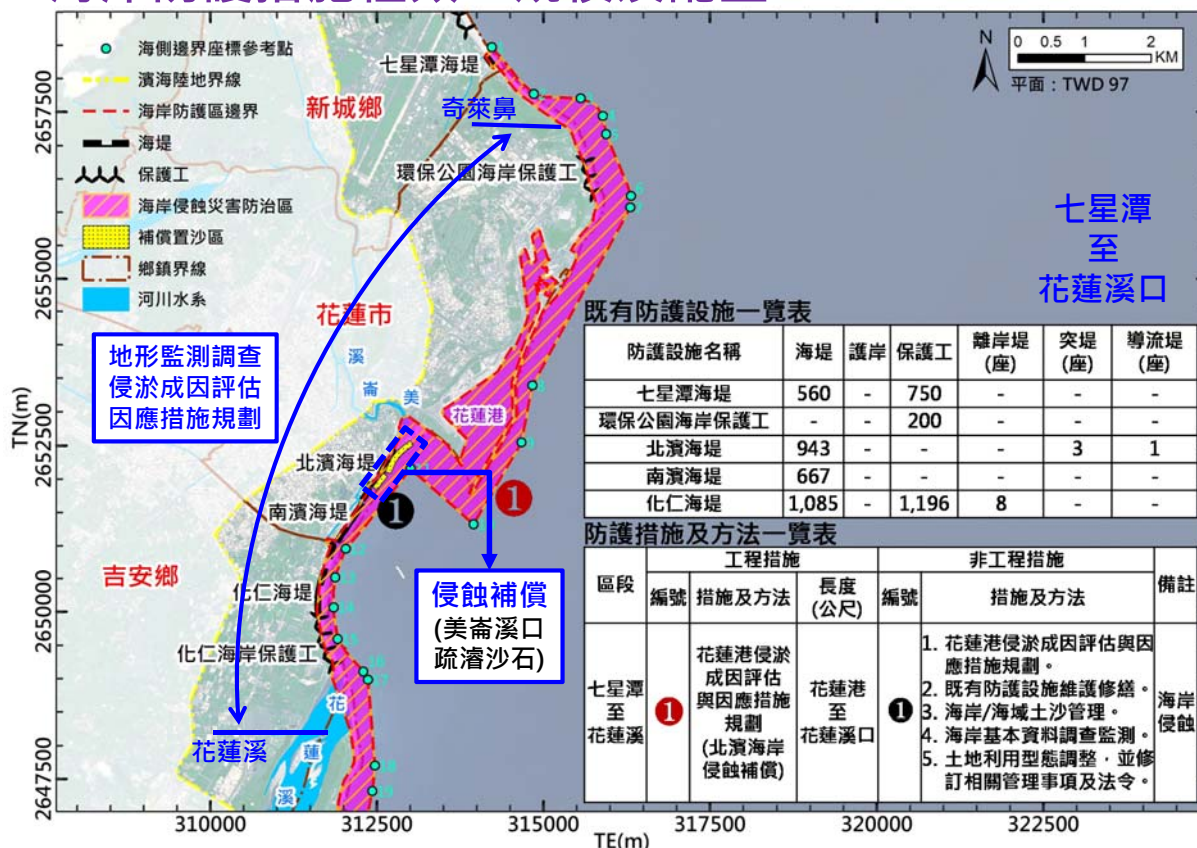 海側邊界座標參考點
濱海陸地界線
海岸防護區邊界
海堤
保護工
海岸侵蝕災害防治區
補償置沙區
鄉鎮界線
河川水系
N
0 0.5 1 2
KM
平面：TWD 97
七星潭海堤
新城鄉
奇萊鼻
環保公園海岸保護工
七星潭
至
花蓮溪口
花蓮市
地形監測調查
侵淤成因評估
因應措施規劃
美
崙
溪
花蓮港
北濱海堤
南濱海堤
❶
❶
吉安鄉
化仁海堤
侵蝕補償
(美崙溪口
疏濬沙石)
化仁海岸保護工
花蓮溪
花
蓮
溪
既有防護設施一覽表
防護設施名稱 海堤 護岸 保護工 離岸堤(座) 突堤(座) 導流堤(座)
七星潭海堤 560 - 750 - - -
環保公園海岸保護工 - - 200 - - -
北濱海堤 943 - - - 3 1
南濱海堤 667 - - - - -
化仁海堤 1,085 - 1,196 8 - -
防護措施及方法一覽表
區段 工程措施 非工程措施 備註
編號 措施及方法 長度(公尺) 編號 措施及方法
七星潭
至
花蓮溪
❶
花蓮港侵淤
成因評估
與因應措施
規劃
(北濱海岸
侵蝕補償)
花蓮港
至
花蓮溪口
❶
1. 花蓮港侵淤成因評估與因
應措施規劃。
2. 既有防護設施維護修繕。
3. 海岸/海域土沙管理。
4. 海岸基本資料調查監測。
5. 土地利用型態調整，並修
訂相關管理事項及法令。
海岸
侵蝕
TN(m)
2657500
2655000
2652500
2650000
2647500
310000 312500 315000 317500 320000 322500
TE(m)